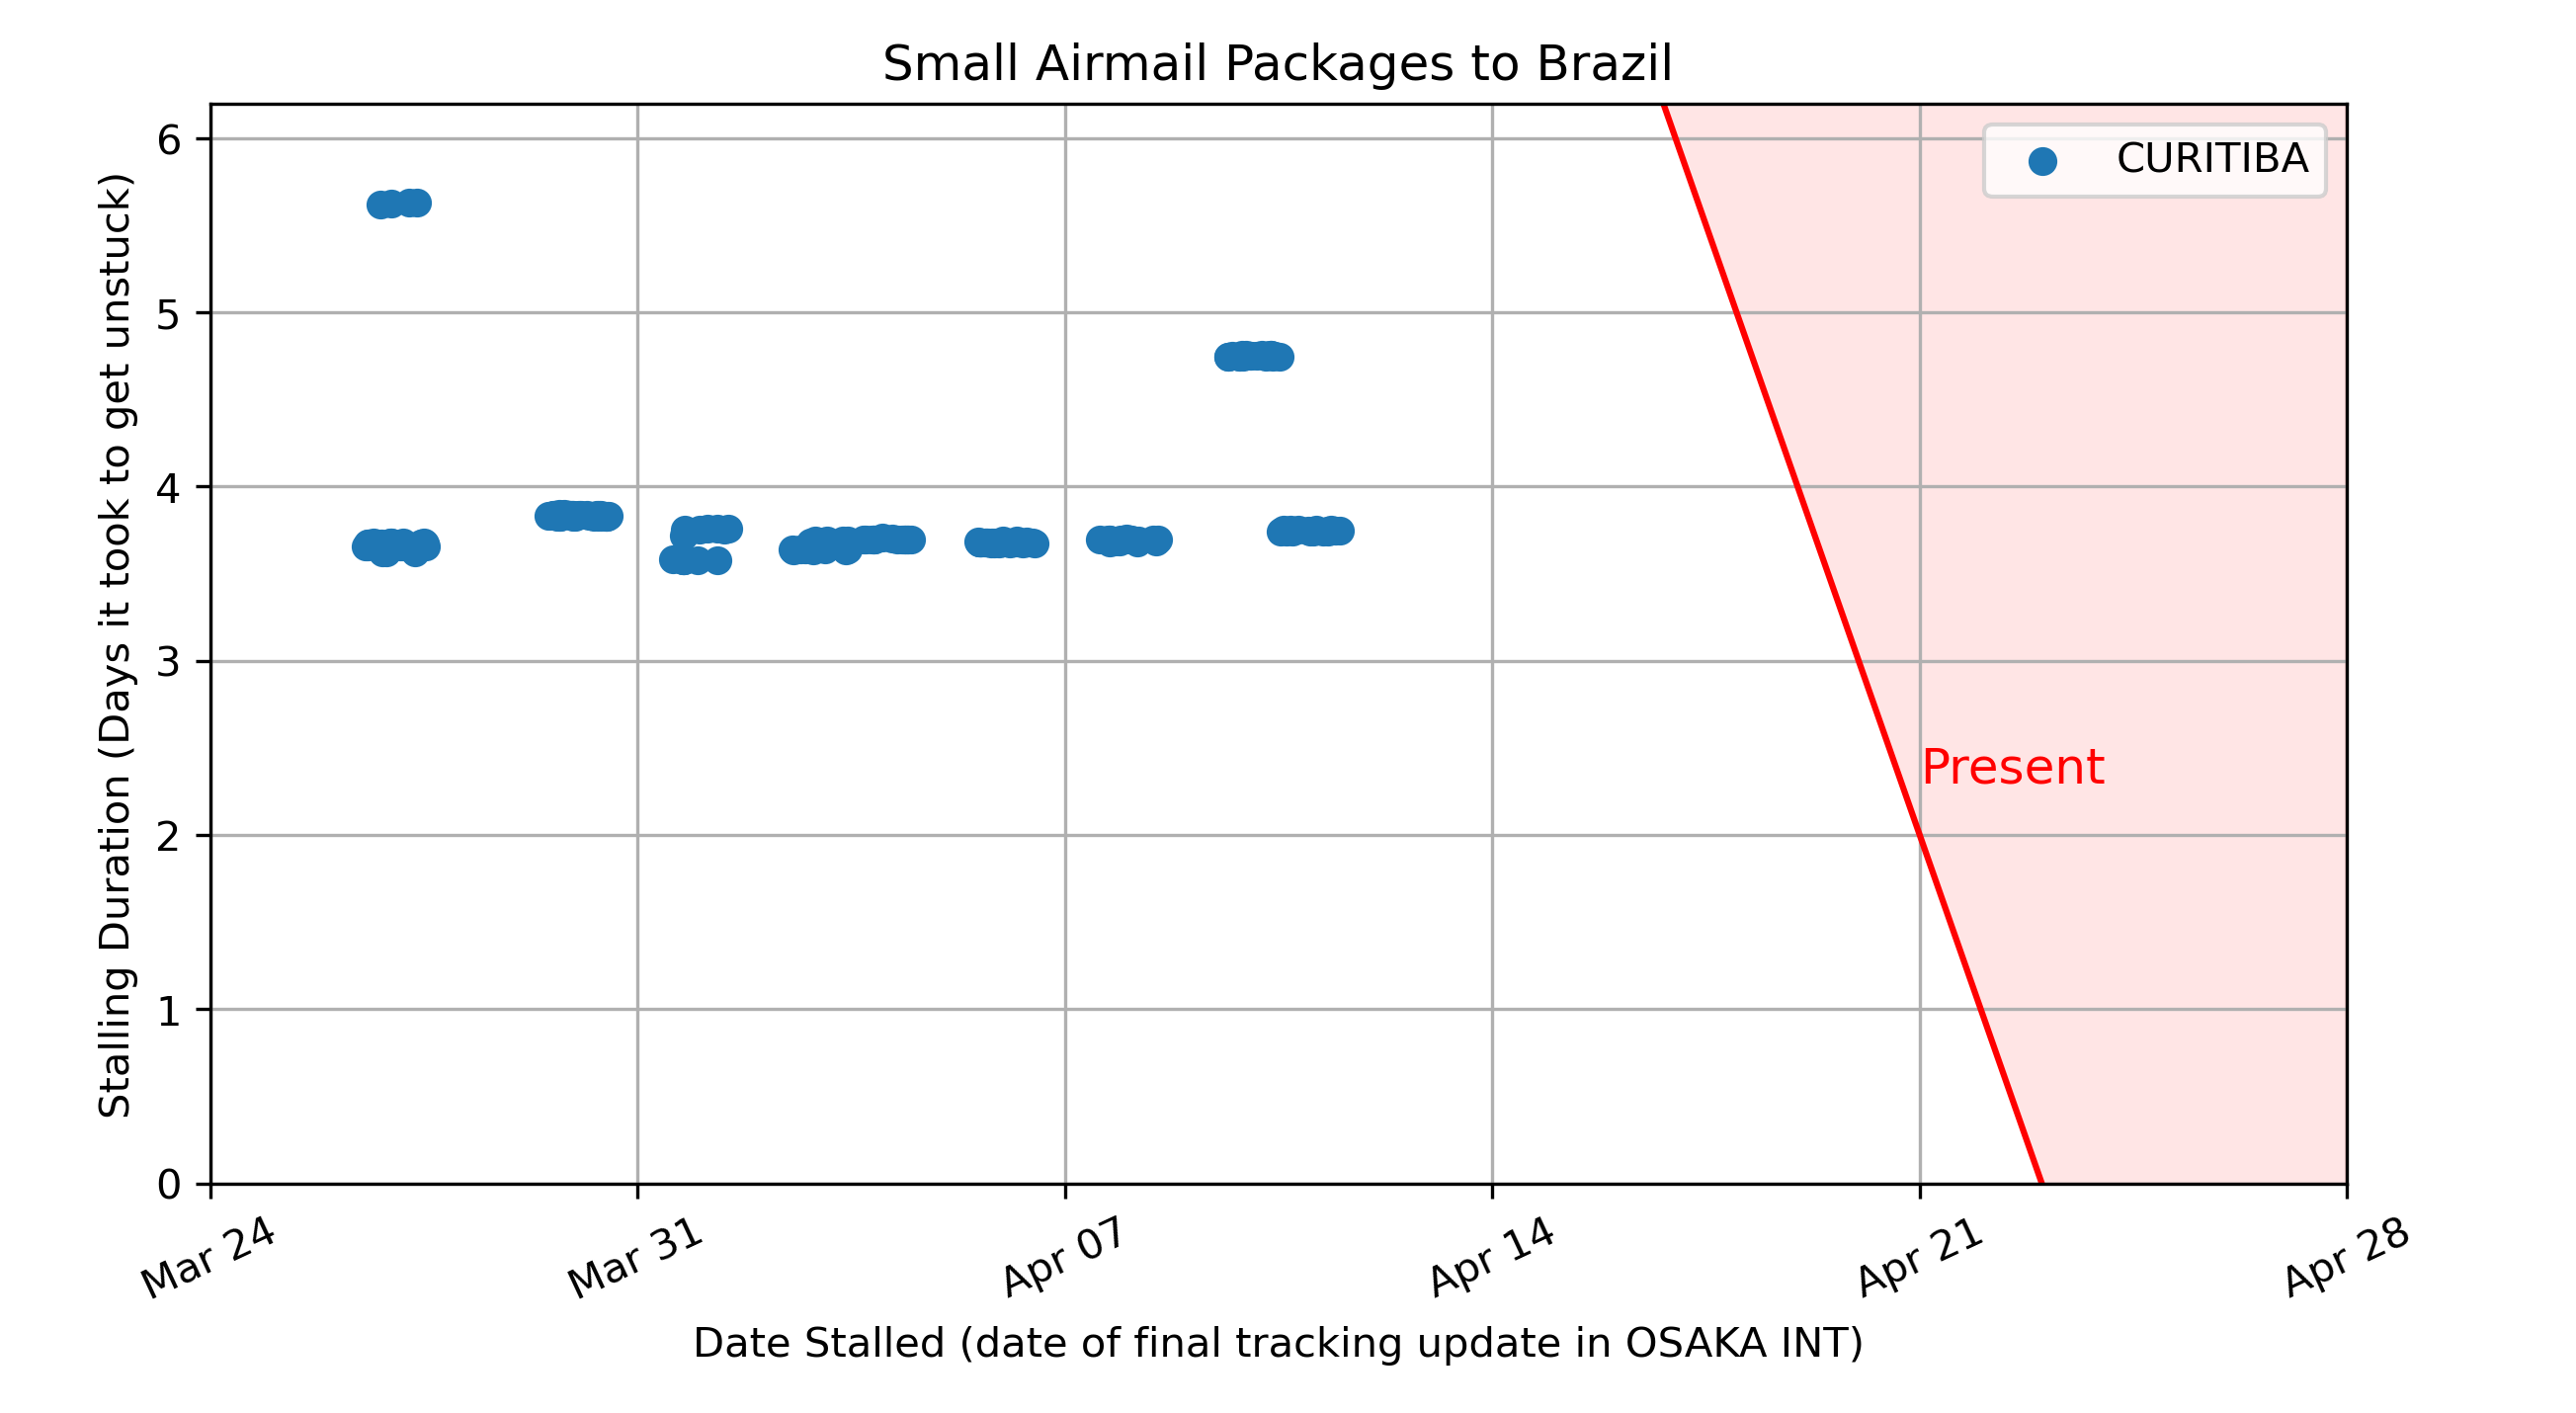 Small Airmail Packages to Brazil
Stalling Duration (Days it took to get unstuck)
6
5
4
3
2
1
0
CURITIBA
Present
Mar 24
Mar 31
Apr 07
Apr 14
Apr 21
Apr 28
Date Stalled (date of final tracking update in OSAKA INT)